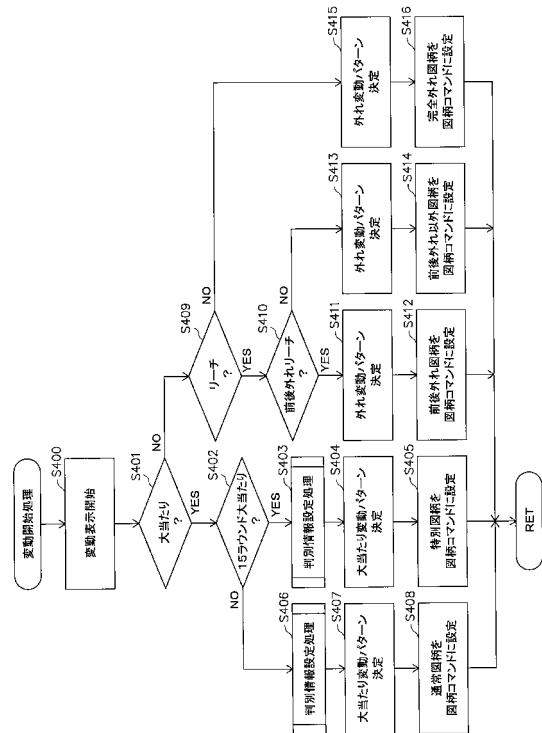 変動開始処理
S400
変動表示開始
S401
大当たり
?
NO
YES
S402
15ラウンド大当たり
?
NO
YES
S403
判別情報設定処理
S404
大当たり変動パターン
決定
S405
特別図柄を
図柄コマンドに設定
S406
判別情報設定処理
S407
大当たり変動パターン
決定
S408
通常図柄を
図柄コマンドに設定
S409
リーチ
?
NO
YES
S410
前後外れリーチ
?
NO
YES
S411
外れ変動パターン
決定
S412
前後外れ図柄を
図柄コマンドに設定
S413
外れ変動パターン
決定
S414
前後外れ以外図柄を
図柄コマンドに設定
S415
外れ変動パターン
決定
S416
完全外れ図柄を
図柄コマンドに設定
RET